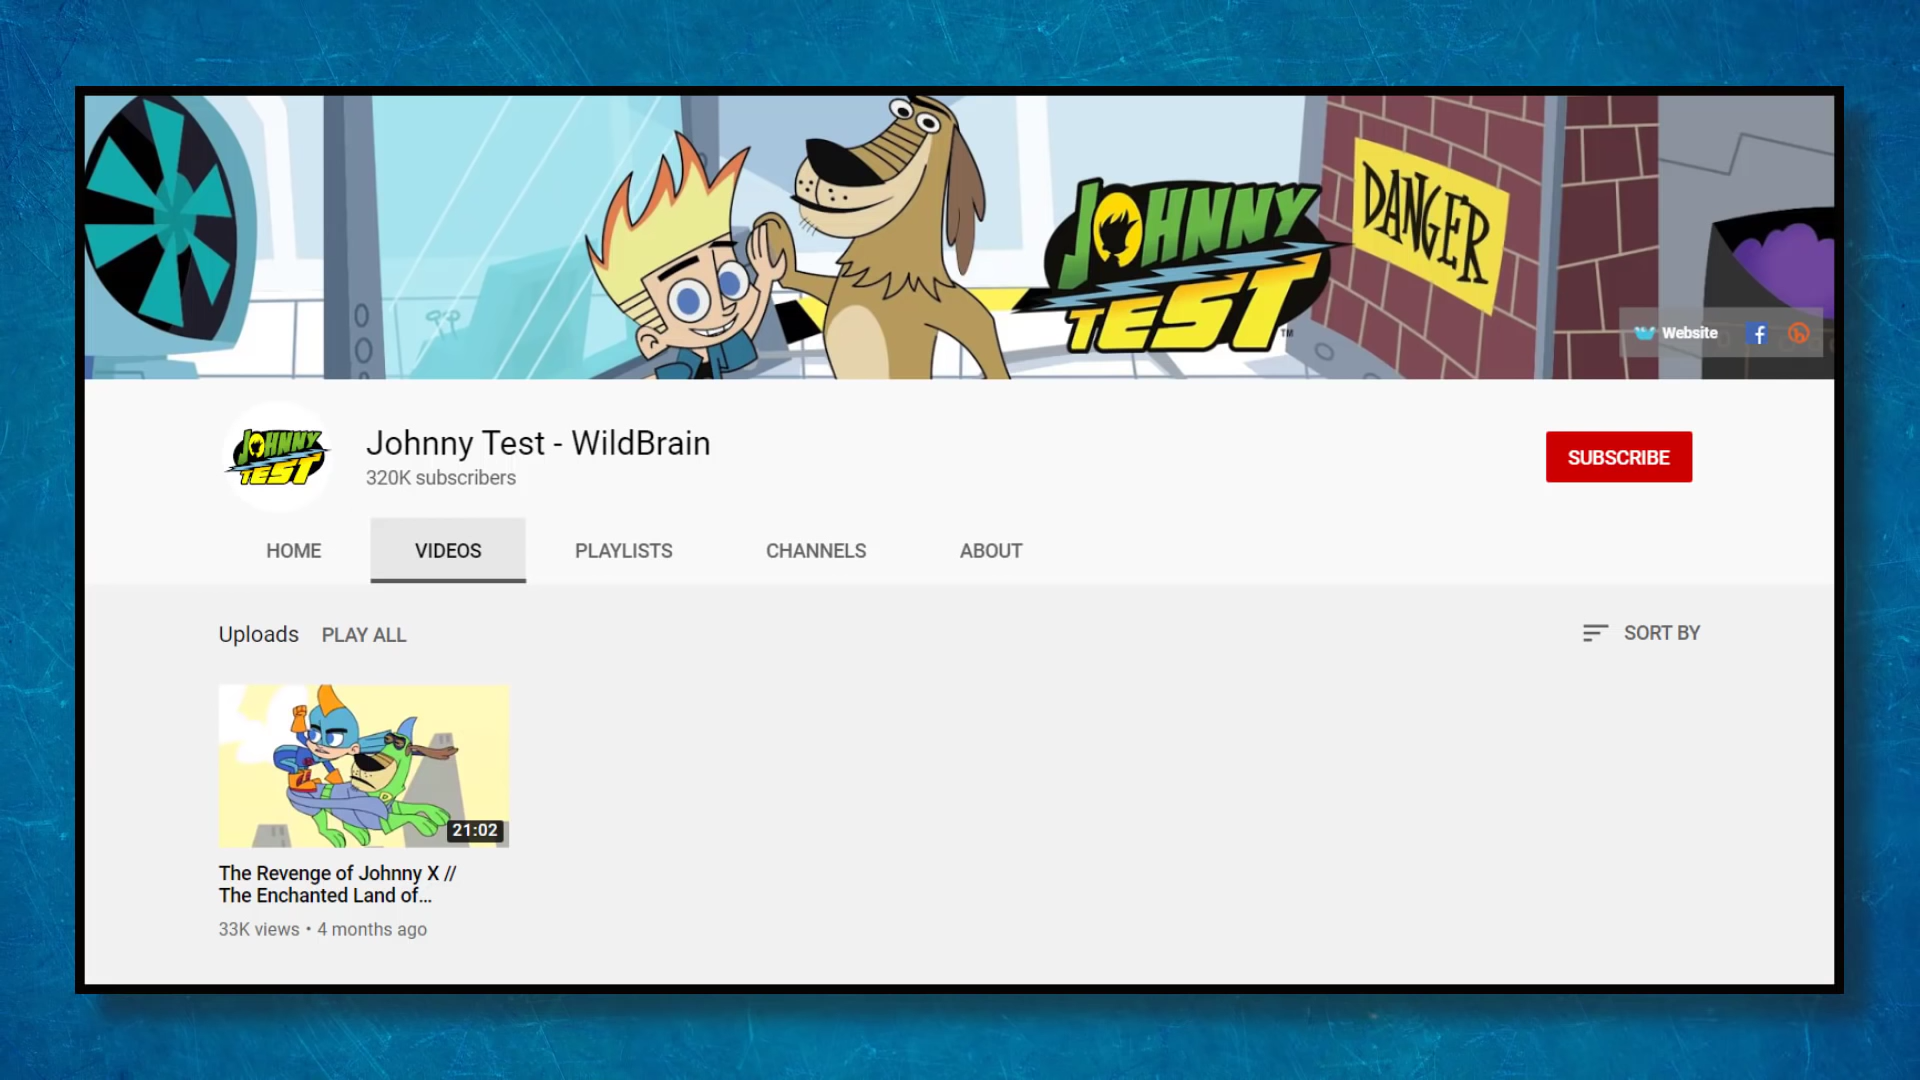 JOHNNY
TEST
TM
DANGER
Website
JOHNNY
TEST
Johnny Test - WildBrain
320K subscribers
SUBSCRIBE
HOME
VIDEOS
PLAYLISTS
CHANNELS
ABOUT
Uploads
PLAY ALL
SORT BY
21:02
The Revenge of Johnny X //
The Enchanted Land of...
33K views • 4 months ago